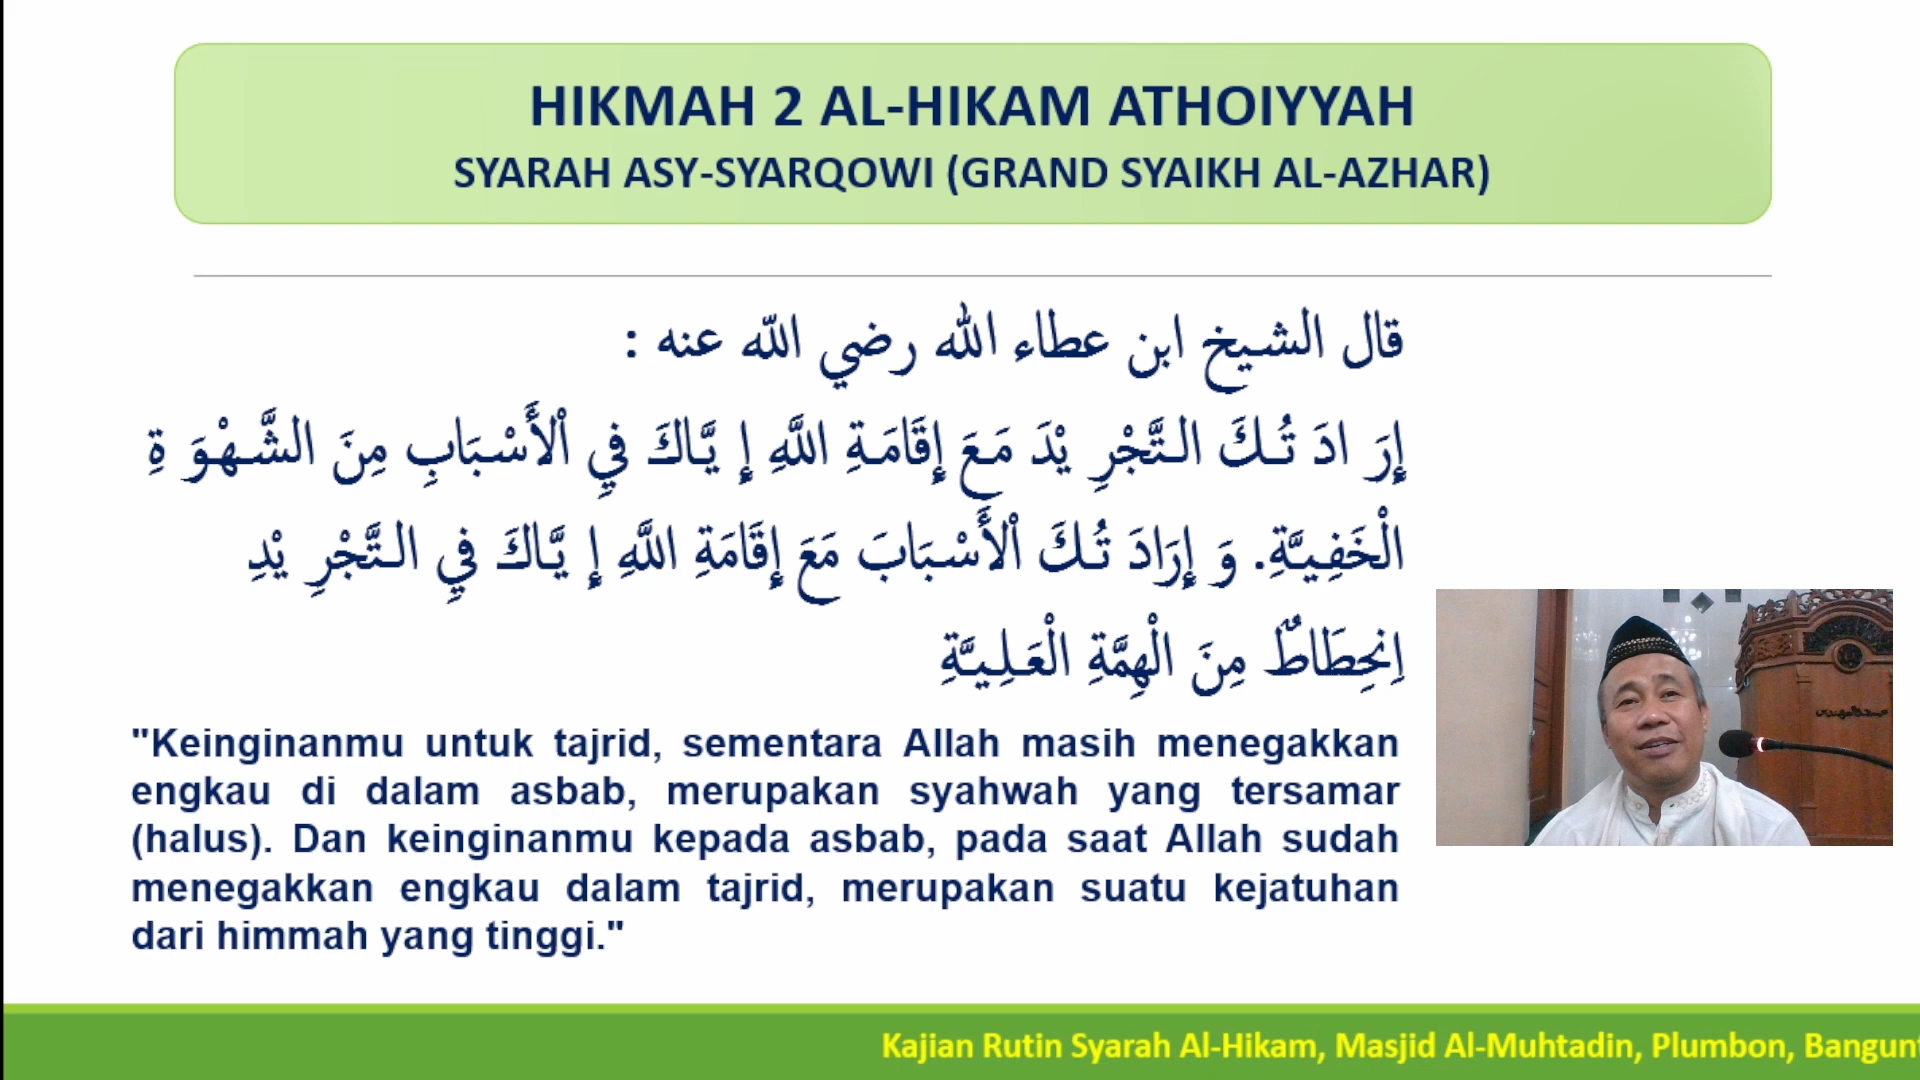 HIKMAH 2 AL-HIKAM ATHOIYYAH
SYARAH ASY-SYARQOWI (GRAND SYAIKH AL-AZHAR)
قال الشيخ ابن عطاء الله رضي الله عنه :
إِرَادَتُكَ التَّجْرِيْدَ مَعَ إِقَامَةِ اللَّهِ إِيَّاكَ فِي اْلأَسْبَابِ مِنَ الشَّهْوَةِ
الْخَفِيَّةِ. وَإِرَادَتُكَ اْلأَسْبَابَ مَعَ إِقَامَةِ اللَّهِ إِيَّاكَ فِي التَّجْرِيْدِ
اِنْحِطَاطٌ مِنَ الْهِمَّةِ الْعَلِيَّةِ
"Keinginanmu untuk tajrid, sementara Allah masih menegakkan
engkau di dalam asbab, merupakan syahwah yang tersamar
(halus). Dan keinginanmu kepada asbab, pada saat Allah sudah
menegakkan engkau dalam tajrid, merupakan suatu kejatuhan
dari himmah yang tinggi."
Kajian Rutin Syarah Al-Hikam, Masjid Al-Muhtadin, Plumbon,